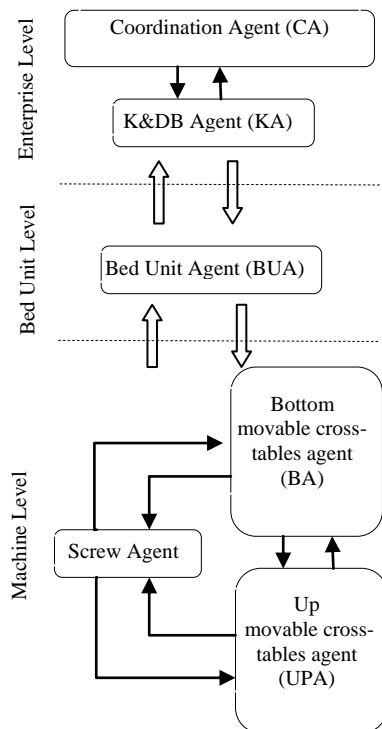 Enterprise Level
Coordination Agent (CA)
K&DB Agent (KA)
Bed Unit Level
Bed Unit Agent (BUA)
Machine Level
Bottom
movable cross-
tables agent
(BA)
Screw Agent
Up
movable cross-
tables agent
(UPA)